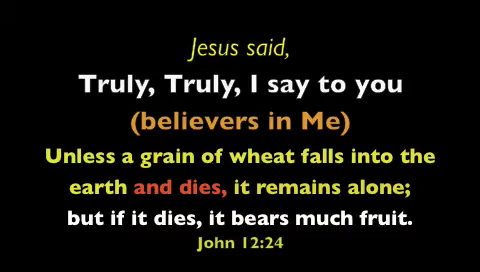 Jesus said,
Truly, Truly, I say to you
(believers in Me)
Unless a grain of wheat falls into the
earth and dies, it remains alone;
but if it dies, it bears much fruit.
John 12:24